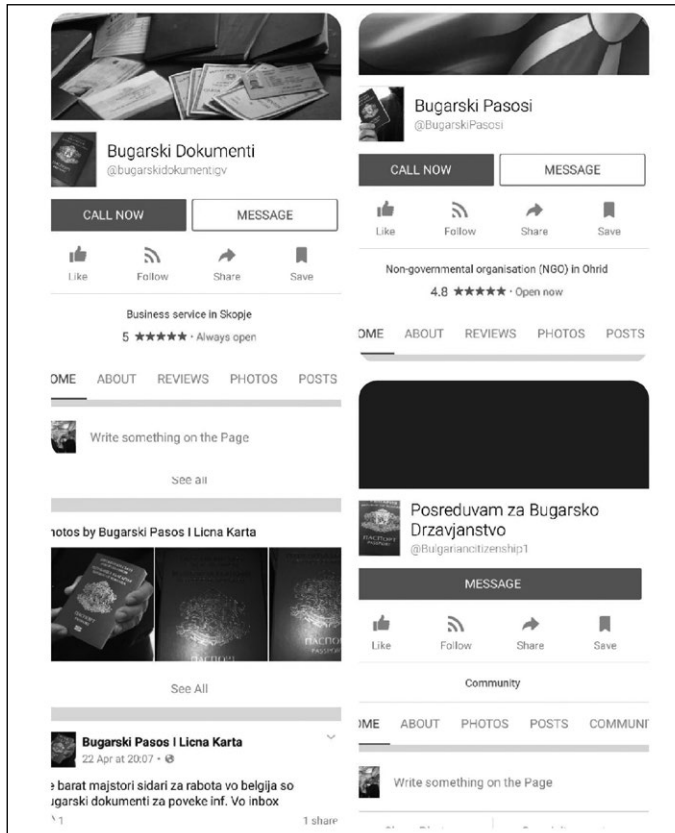 Bugarski Dokumenti
@bugarskidokumentigv
CALL NOW
MESSAGE
Like
Follow
Share
Save
Business service in Skopje
5 ★★★★★ · Always open
OME
ABOUT
REVIEWS
PHOTOS
POSTS
Write something on the Page
See all
hotos by Bugarski Pasos I Licna Karta
ПАСПОРТ
ПАСПОРТ
PASSPORT
See All
Bugarski Pasos I Licna Karta
22 Apr at 20:07 ·
e barat majstori sidari za rabota vo belgija so
ugarski dokumenti za poveke inf. Vo inbox
1
1 share
Bugarski Pasosi
@BugarskiPasosi
CALL NOW
MESSAGE
Like
Follow
Share
Save
Non-governmental organisation (NGO) in Ohrid
4.8 ★★★★★ · Open now
OME
ABOUT
REVIEWS
PHOTOS
POSTS
ПАСПОРТ
Posreduvam za Bugarsko
Drzavjanstvo
@Bulgariancitizenship1
MESSAGE
Like
Follow
Share
Save
Community
OME
ABOUT
PHOTOS
POSTS
COMMUNI
Write something on the Page